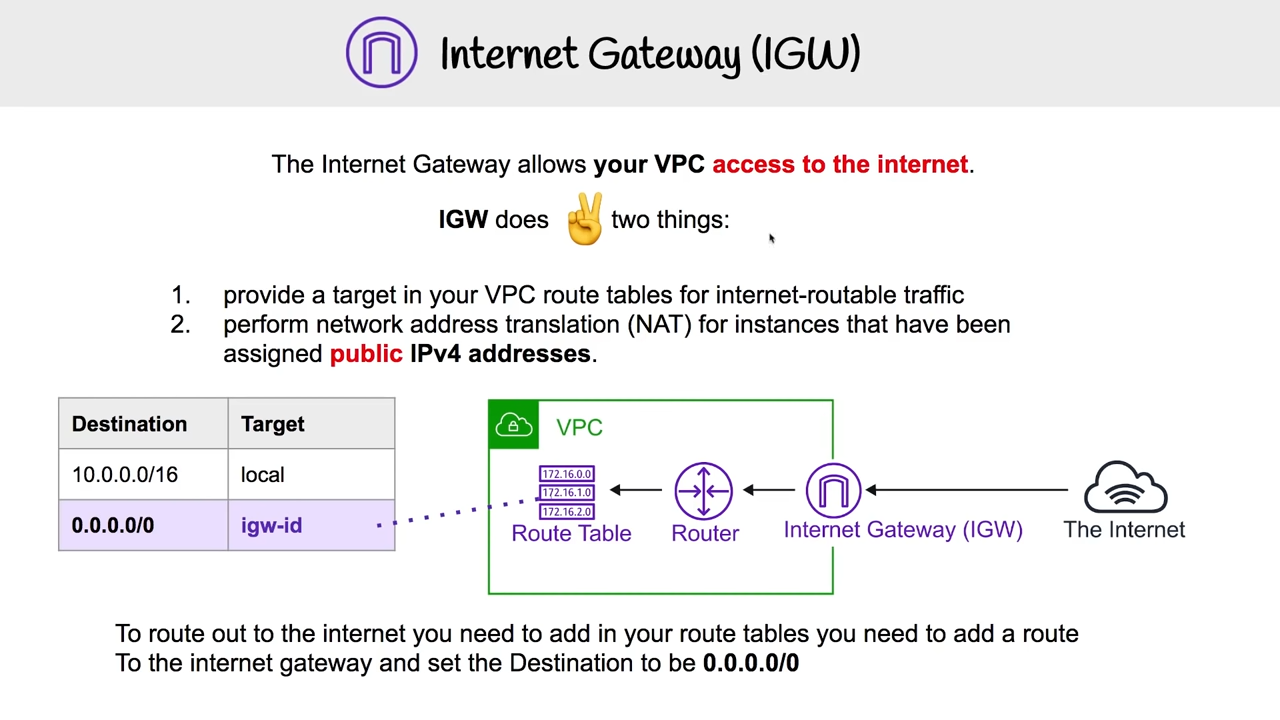 Internet Gateway (IGW)
The Internet Gateway allows your VPC access to the internet.
IGW does ✌️ two things:
1. provide a target in your VPC route tables for internet-routable traffic
2. perform network address translation (NAT) for instances that have been
assigned public IPv4 addresses.
Destination Target
10.0.0.0/16 local
0.0.0.0/0 igw-id
VPC
172.16.0.0
172.16.1.0
172.16.2.0
Route Table
Router
Internet Gateway (IGW)
The Internet
To route out to the internet you need to add in your route tables you need to add a route
To the internet gateway and set the Destination to be 0.0.0.0/0